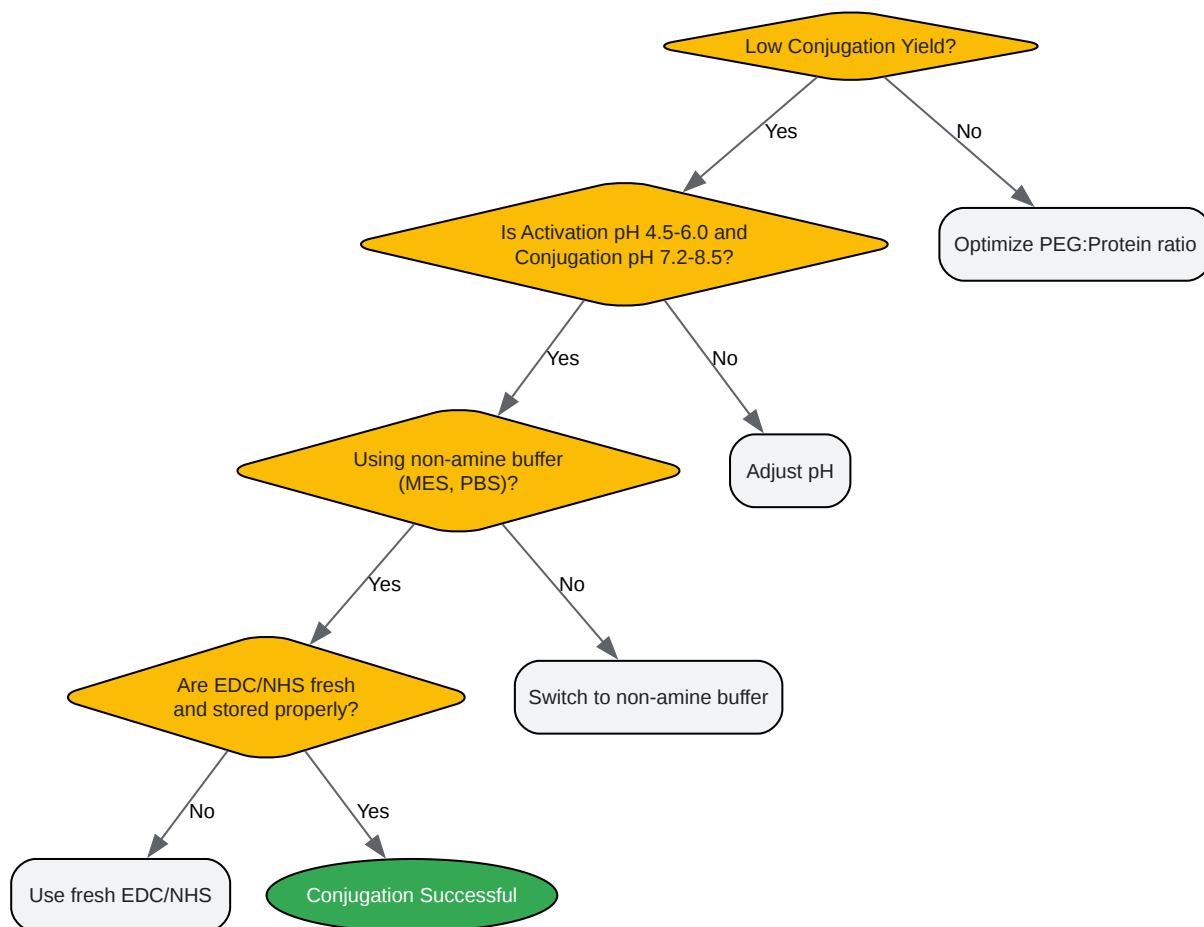 Low Conjugation Yield?
Yes
No
Is Activation pH 4.5-6.0 and
Conjugation pH 7.2-8.5?
Optimize PEG:Protein ratio
Yes
No
Using non-amine buffer
(MES, PBS)?
Adjust pH
Yes
No
Are EDC/NHS fresh
and stored properly?
Switch to non-amine buffer
No
Yes
Use fresh EDC/NHS
Conjugation Successful